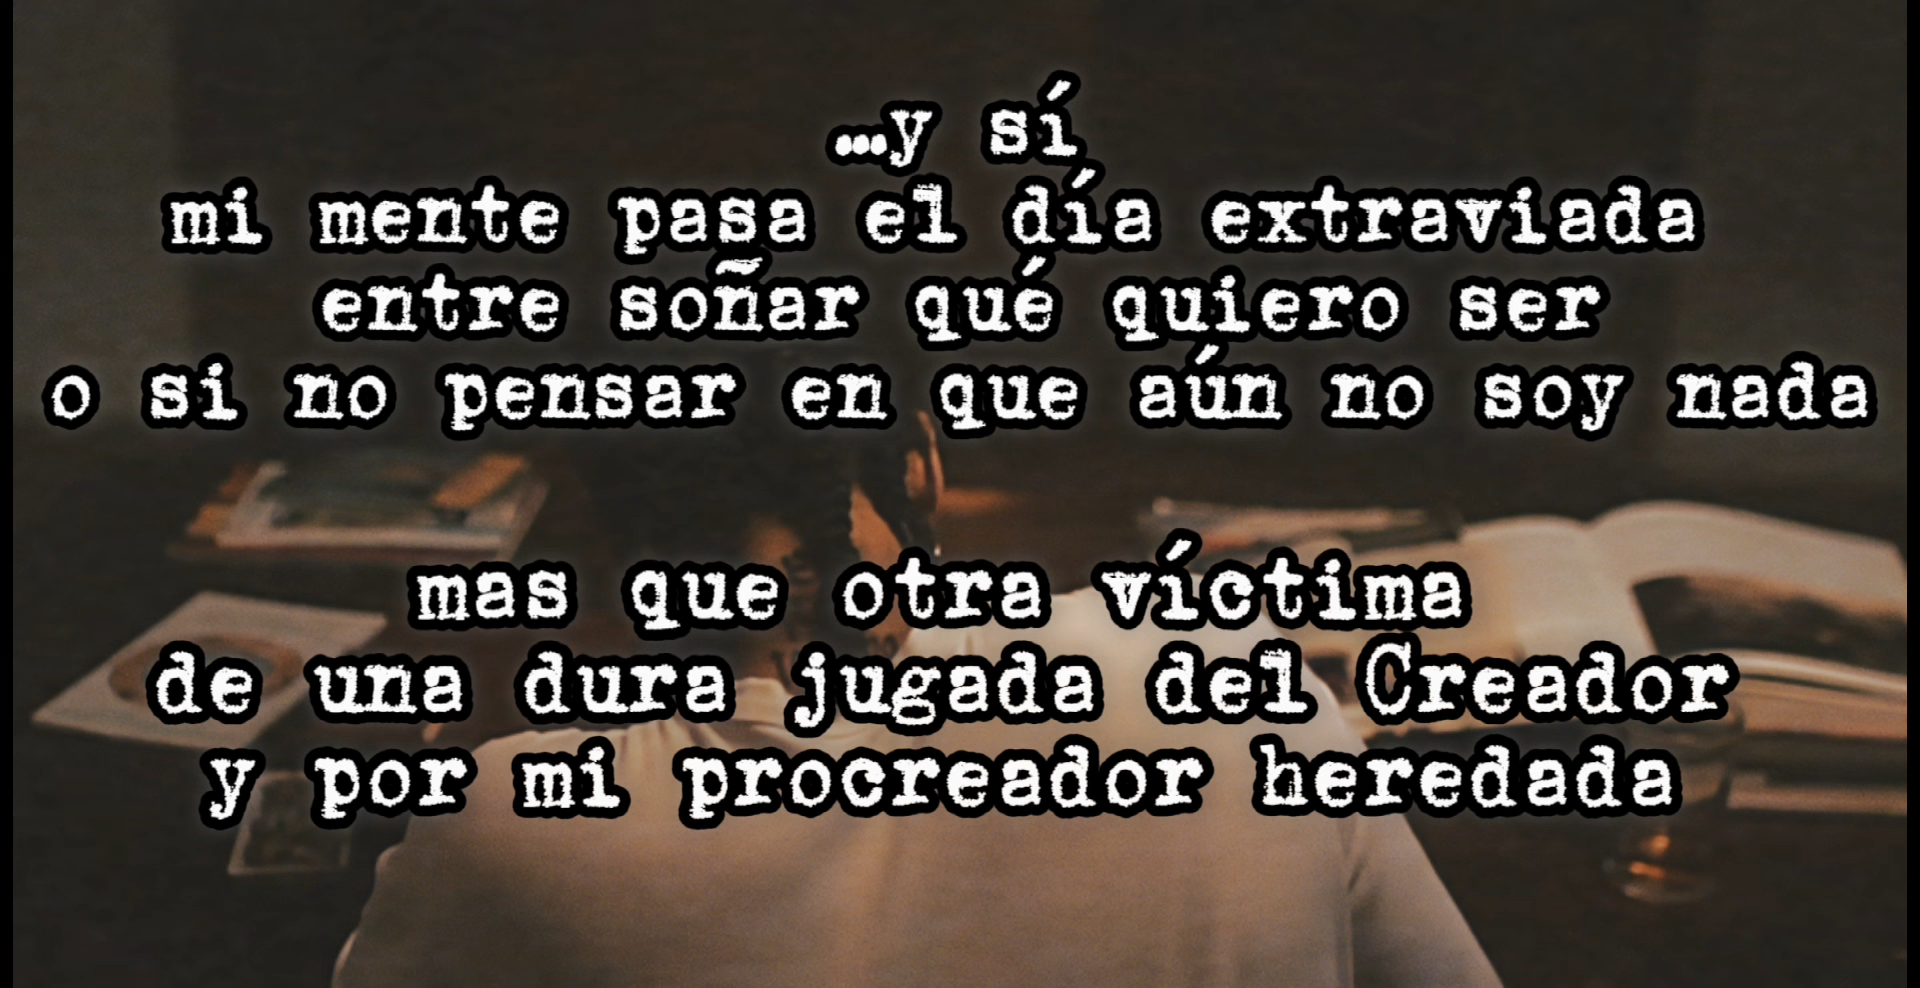 …y sí
mi mente pasa el día extraviada
entre soñar qué quiero ser
o si no pensar en que aún no soy nada
mas que otra víctima
de una dura jugada del Creador
y por mi procreador heredada